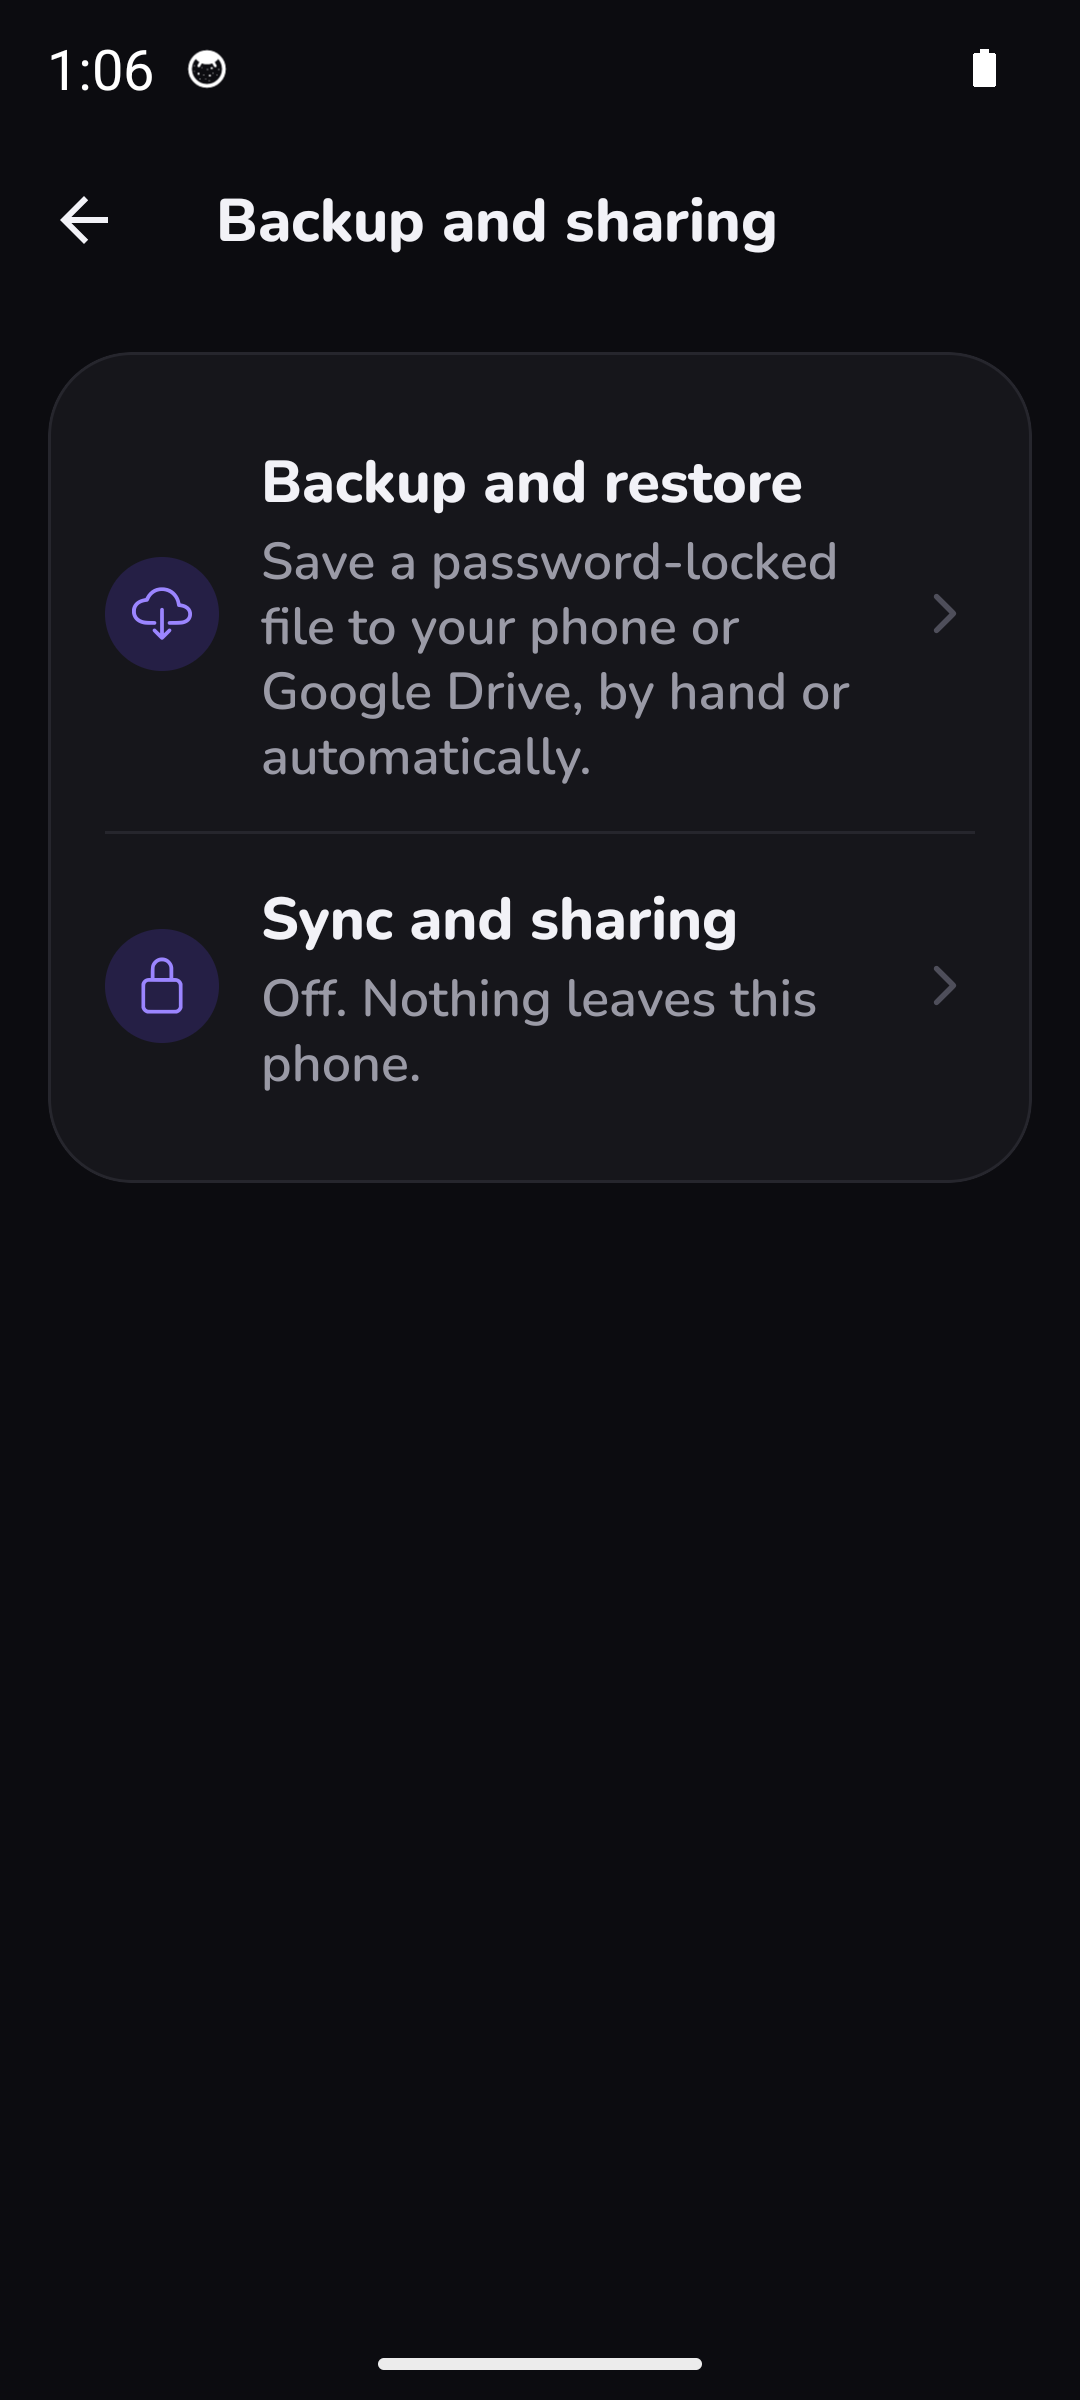 1:06
Backup and sharing
Backup and restore
Save a password-locked
file to your phone or
Google Drive, by hand or
automatically.
Sync and sharing
Off. Nothing leaves this
phone.